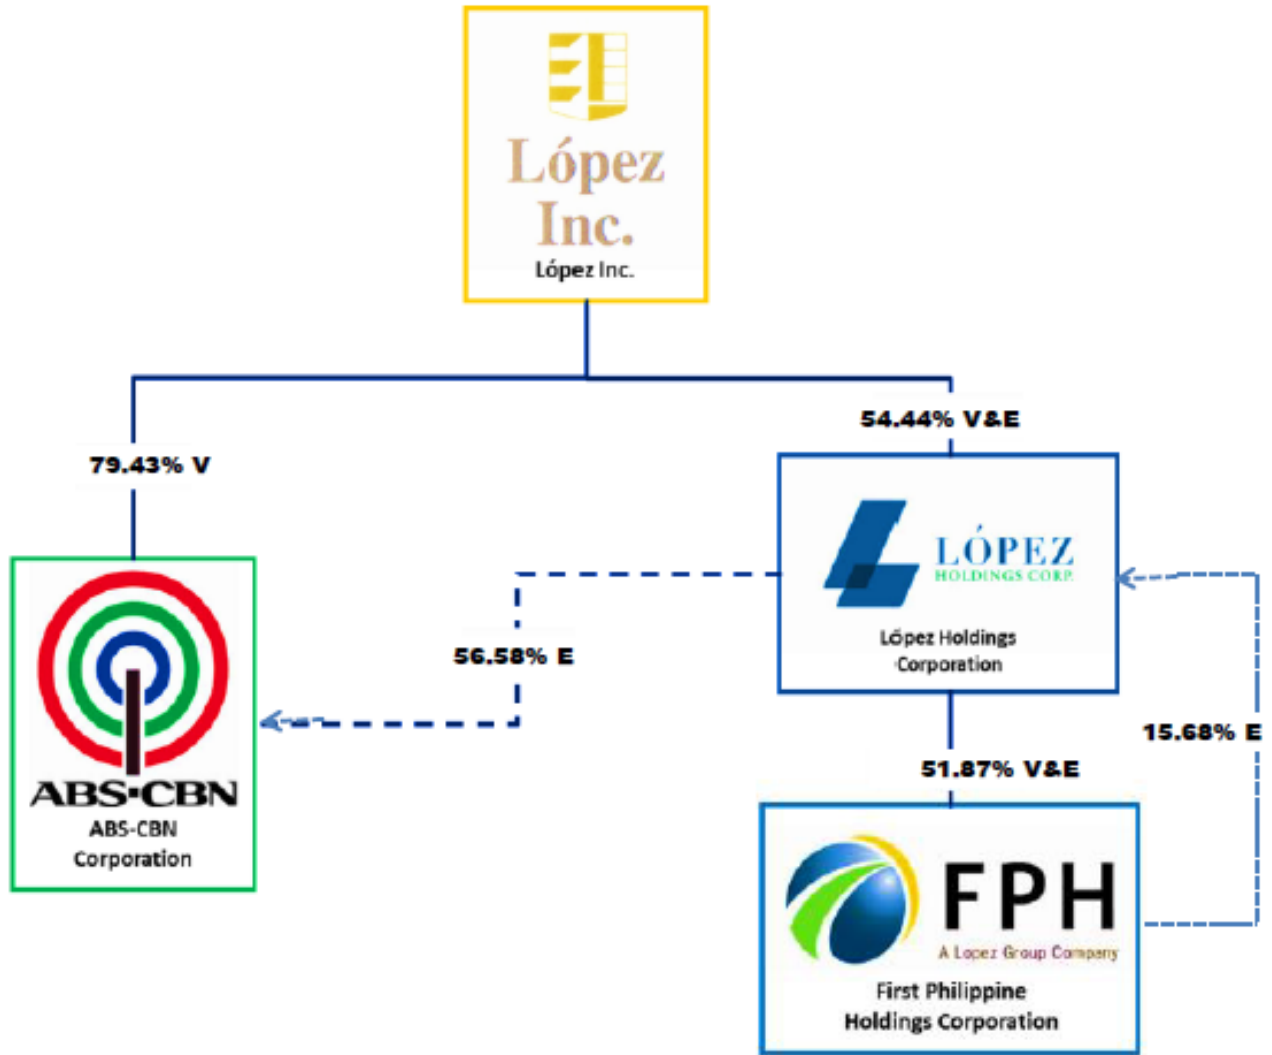 López
Inc.
López Inc.
54.44% V&E
79.43% V
LÓPEZ
HOLDINGS CORP.
López Holdings
Corporation
56.58% E
15.68% E
51.87% V&E
ABS-CBN
ABS-CBN
Corporation
FPH
A Lopez Group Company
First Philippine
Holdings Corporation